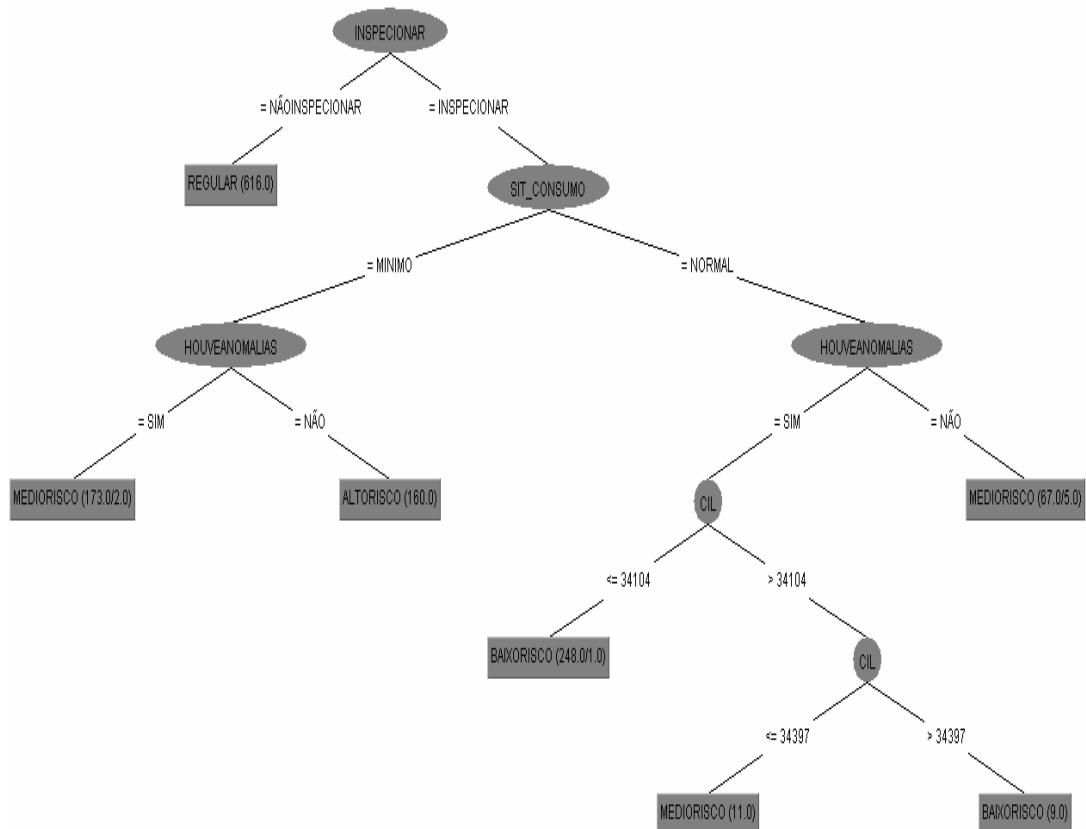 INSPECIONAR
= NÃOINSPECIONAR
= INSPECIONAR
REGULAR (616.0)
SIT_CONSUMO
= MINIMO
= NORMAL
HOUVEANOMALIAS
HOUVEANOMALIAS
= SIM
= NÃO
= SIM
= NÃO
MEDIORISCO (173.0/2.0)
ALTORISCO (160.0)
CIL
MEDIORISCO (67.0/5.0)
<= 34104
> 34104
BAIXORISCO (248.0/1.0)
CIL
<= 34397
> 34397
MEDIORISCO (11.0)
BAIXORISCO (9.0)